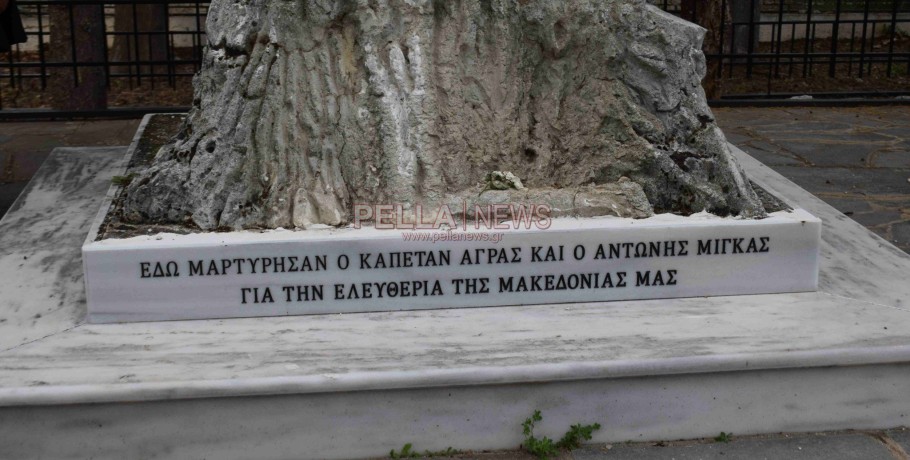 PELLA|NEWS
www.pellanews.gr
ΕΔΩ ΜΑΡΤΥΡΗΣΑΝ Ο ΚΑΠΕΤΑΝ ΑΓΡΑΣ ΚΑΙ Ο ΑΝΤΩΝΗΣ ΜΙΓΚΑΣ
ΓΙΑ ΤΗΝ ΕΛΕΥΘΕΡΙΑ ΤΗΣ ΜΑΚΕΔΟΝΙΑΣ ΜΑΣ